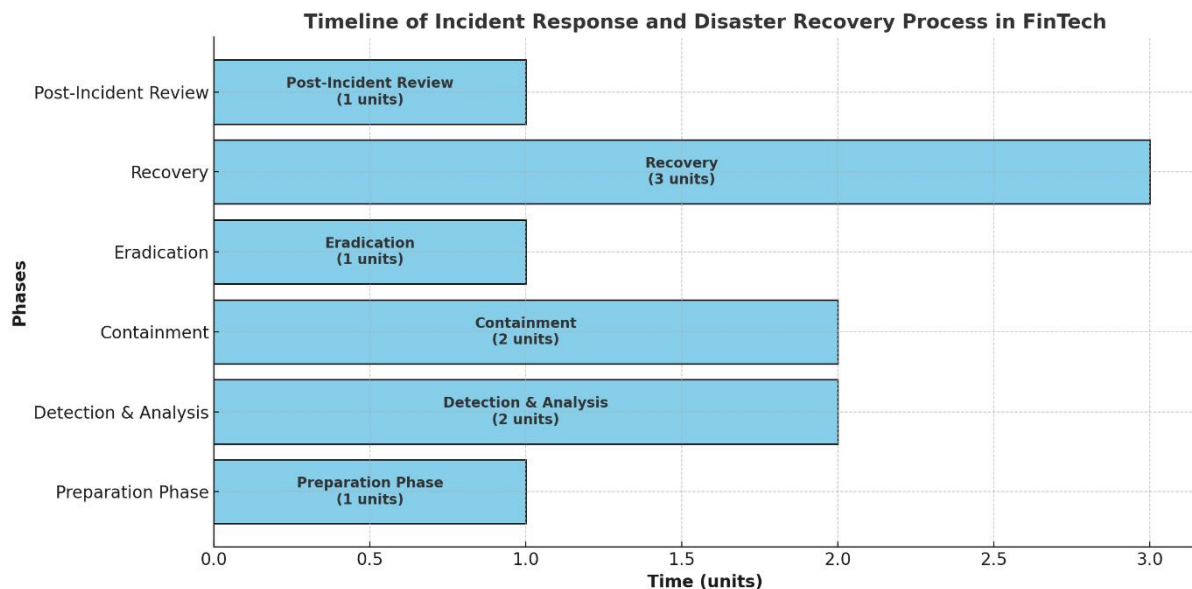 Timeline of Incident Response and Disaster Recovery Process in FinTech
Phases
Post-Incident Review
Post-Incident Review
(1 units)
Recovery
Recovery
(3 units)
Eradication
Eradication
(1 units)
Containment
Containment
(2 units)
Detection & Analysis
Detection & Analysis
(2 units)
Preparation Phase
Preparation Phase
(1 units)
0.0 0.5 1.0 1.5 2.0 2.5 3.0
Time (units)